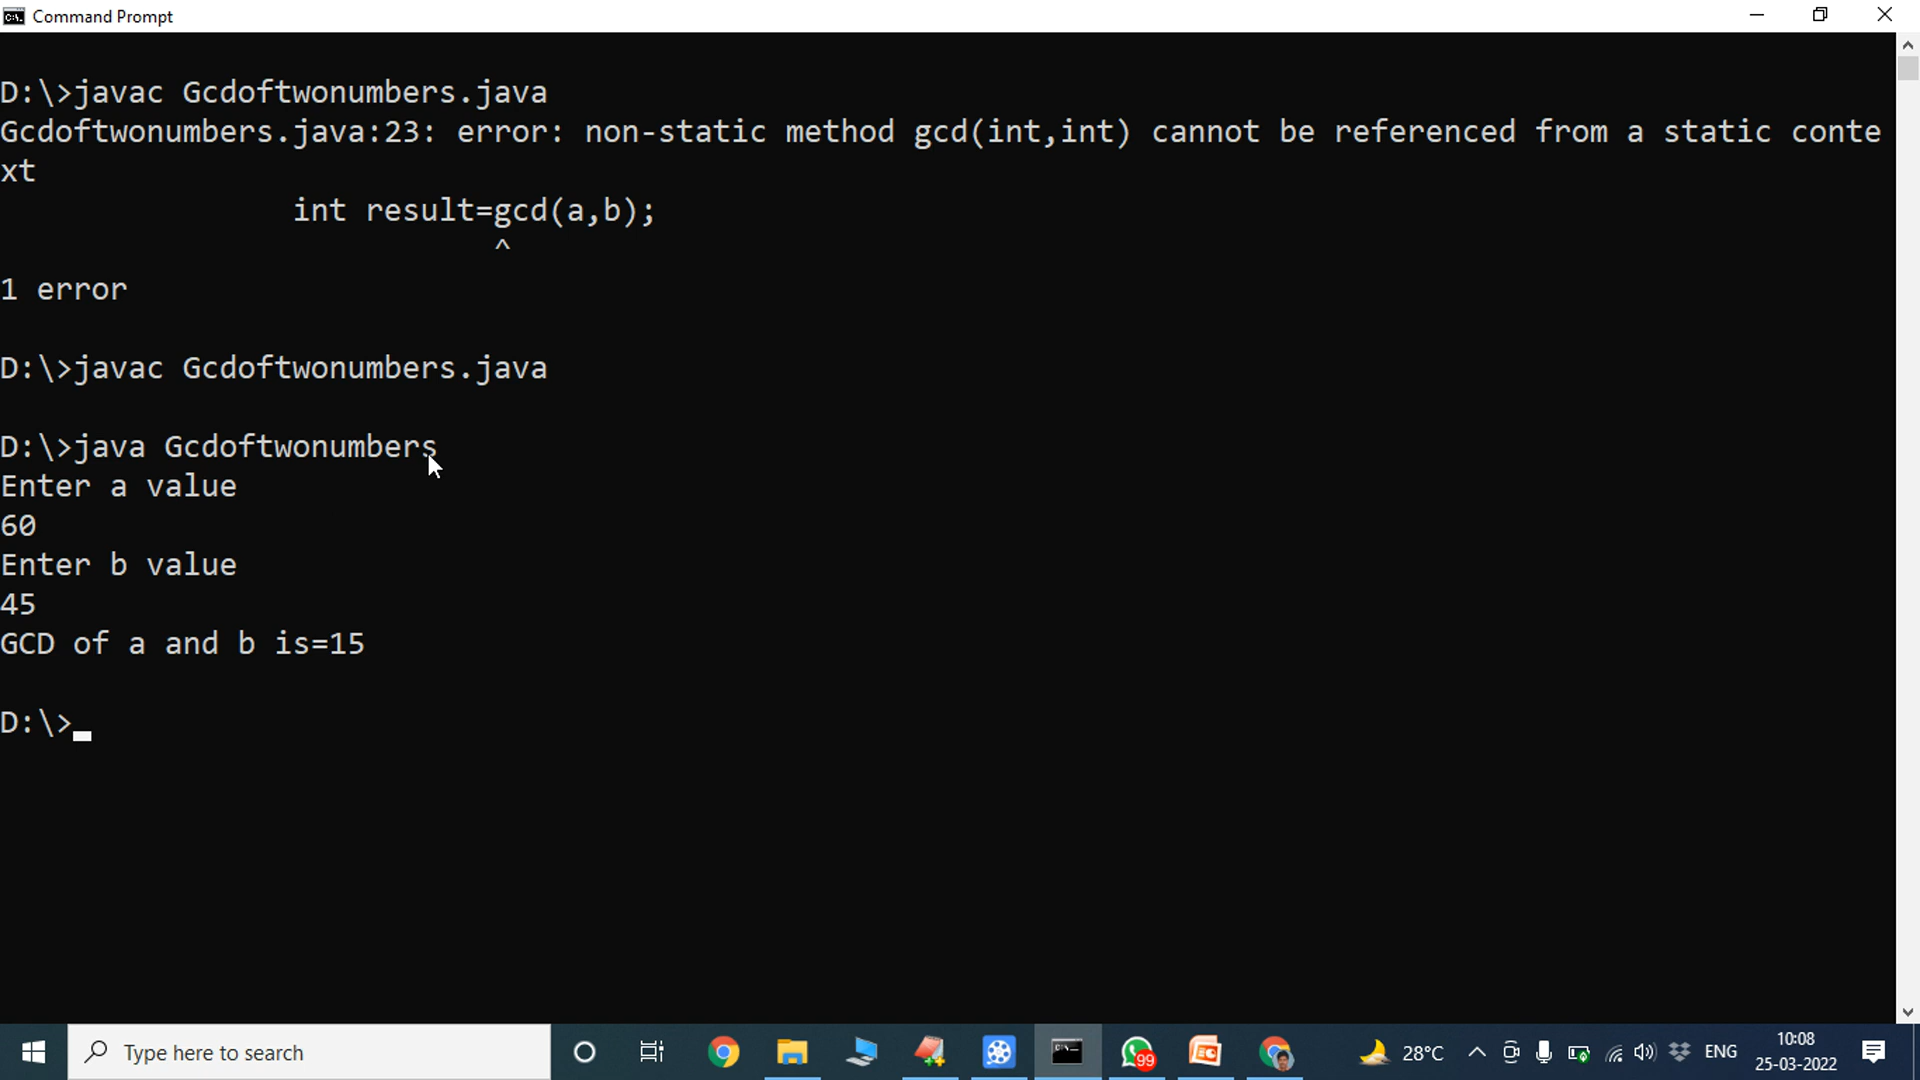 Command Prompt
D:\>javac Gcdoftwonumbers.java
Gcdoftwonumbers.java:23: error: non-static method gcd(int,int) cannot be referenced from a static conte
xt
int result=gcd(a,b);
^
1 error
D:\>javac Gcdoftwonumbers.java
D:\>java Gcdoftwonumbers
Enter a value
60
Enter b value
45
GCD of a and b is=15
D:\>
Type here to search
99
28°C
ENG
10:08
25-03-2022